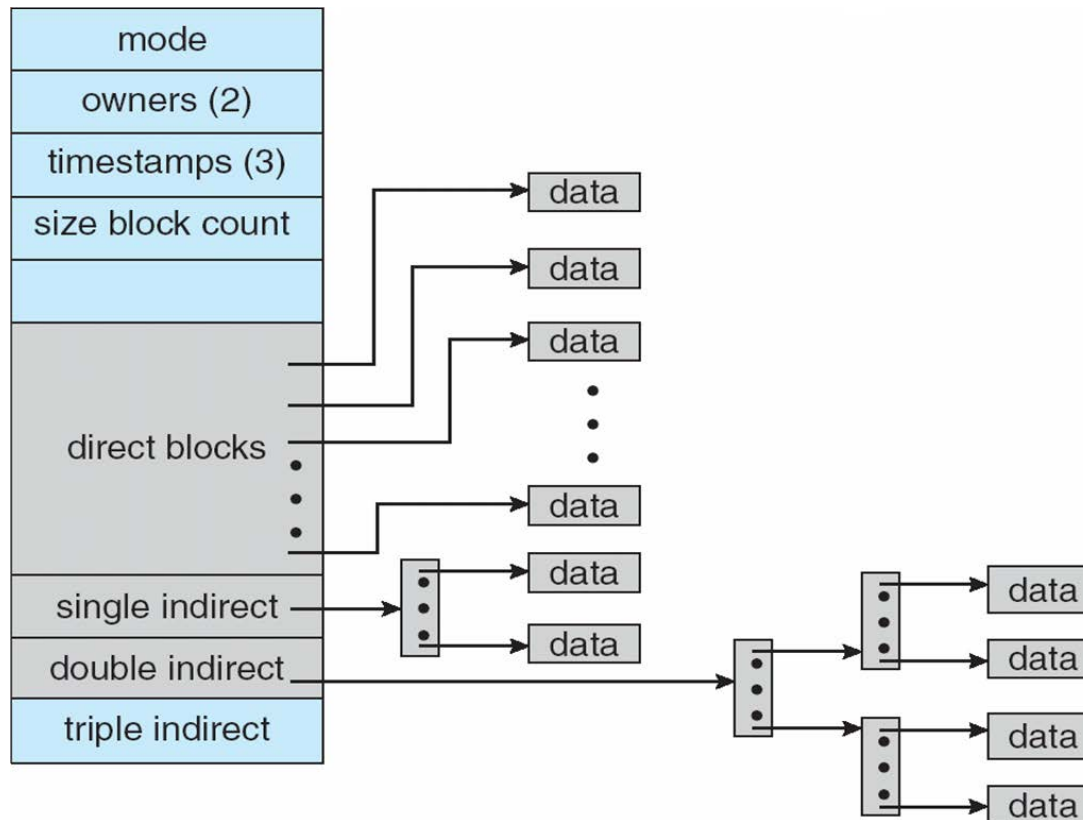 mode
owners (2)
timestamps (3)
size block count
direct blocks
single indirect
double indirect
triple indirect
data
data
data
data
data
data
data
data
data
data